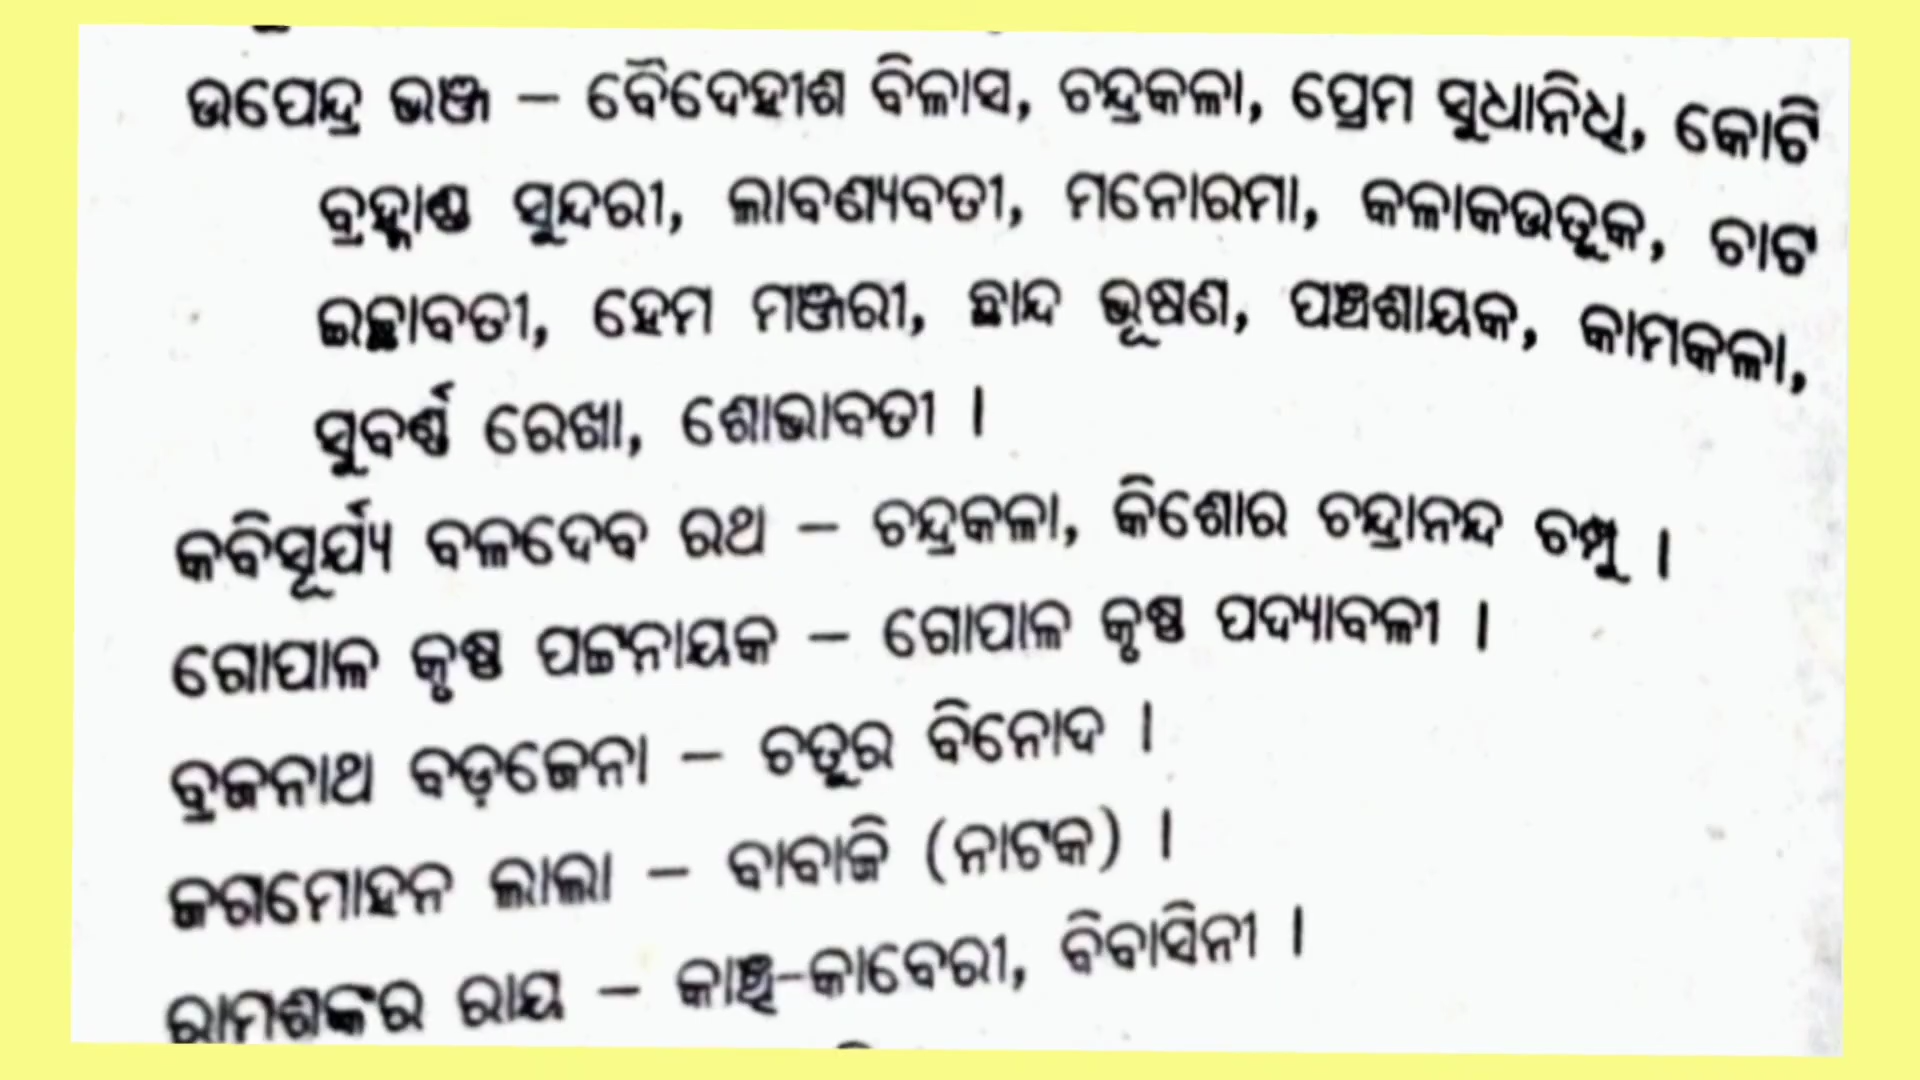 ଉପେନ୍ଦ୍ର ଭଞ୍ଜ – ବୈଦେହୀଶ ବିଳାସ, ଚନ୍ଦ୍ରକଳା, ପ୍ରେମ ସୁଧାନିଧି, କୋଟି
ବ୍ରହ୍ମାଣ୍ଡ ସୁନ୍ଦରୀ, ଲାବଣ୍ୟବତୀ, ମନୋରମା, କଳାକଉତୁକ, ଚାଟ
ଇଚ୍ଛାବତୀ, ହେମ ମଞ୍ଜରୀ, ଛାନ୍ଦ ଭୂଷଣ, ପଞ୍ଚଶାୟକ, କାମକଳା,
ସୁବର୍ଣ୍ଣ ରେଖା, ଶୋଭାବତୀ ।
କବିସୂର୍ଯ୍ୟ ବଳଦେବ ରଥ – ଚନ୍ଦ୍ରକଳା, କିଶୋର ଚନ୍ଦ୍ରାନନ୍ଦ ଚମ୍ପୁ ।
ଗୋପାଳ କୃଷ୍ଣ ପଟ୍ଟନାୟକ – ଗୋପାଳ କୃଷ୍ଣ ପଦ୍ୟାବଳୀ ।
ବ୍ରଜନାଥ ବଡ଼ଜେନା – ଚତୁର ବିନୋଦ ।
ଜଗମୋହନ ଲାଲା – ବାବାଜି (ନାଟକ) ।
ରାମଶଙ୍କର ରାୟ – କାଞ୍ଚି-କାବେରୀ, ବିବାସିନୀ ।